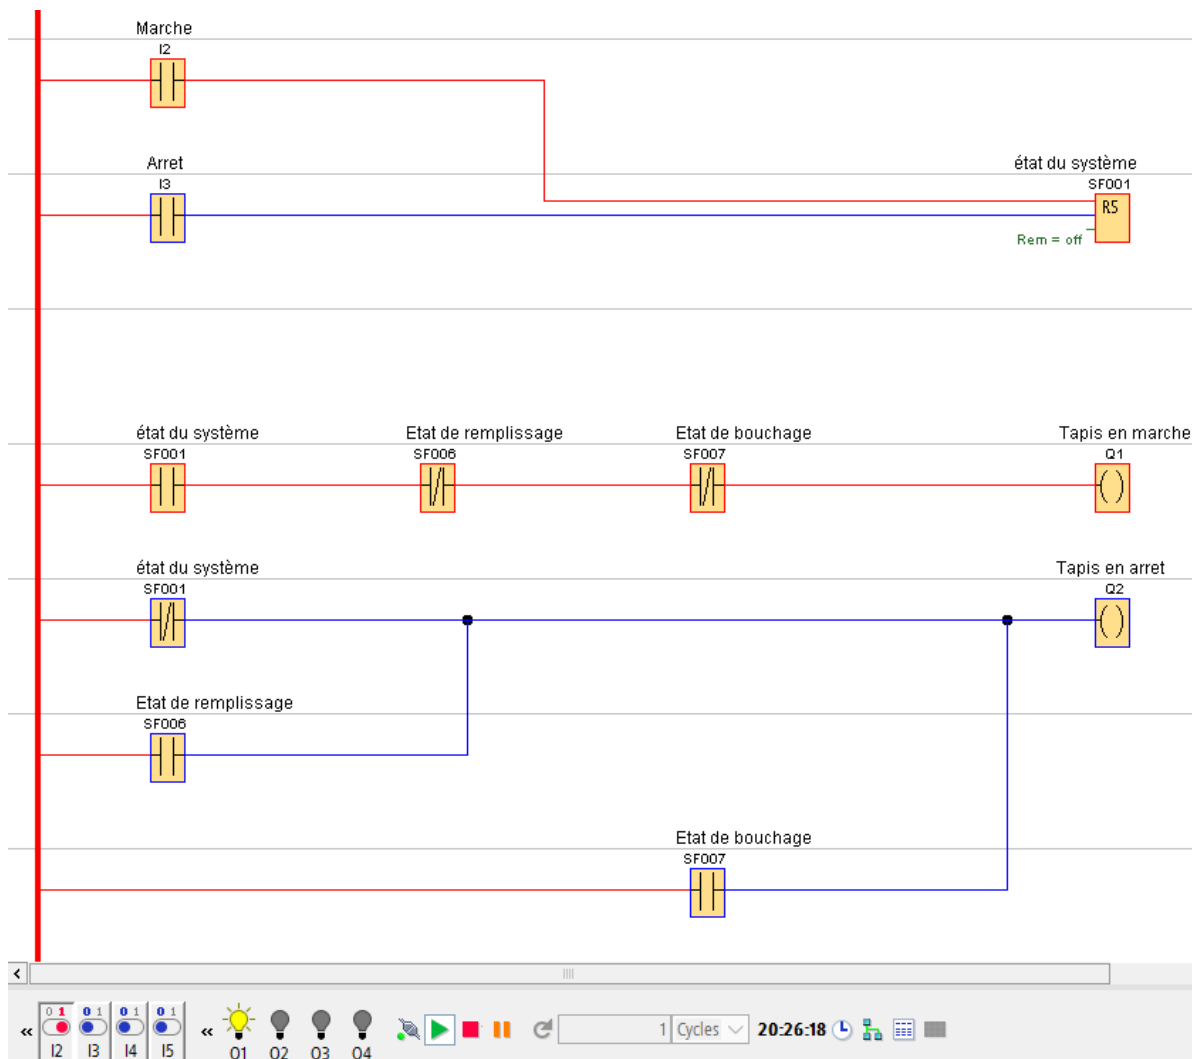 Marche
I2
Arret
I3
état du système
SF001
RS
Rem = off
état du système
SF001
Etat de remplissage
SF006
Etat de bouchage
SF007
Tapis en marche
Q1
état du système
SF001
Tapis en arret
Q2
Etat de remplissage
SF006
Etat de bouchage
SF007
« 0 1 0 1 0 1 0 1 « 1 Cycles 20:26:18
I2 I3 I4 I5 Q1 Q2 Q3 Q4